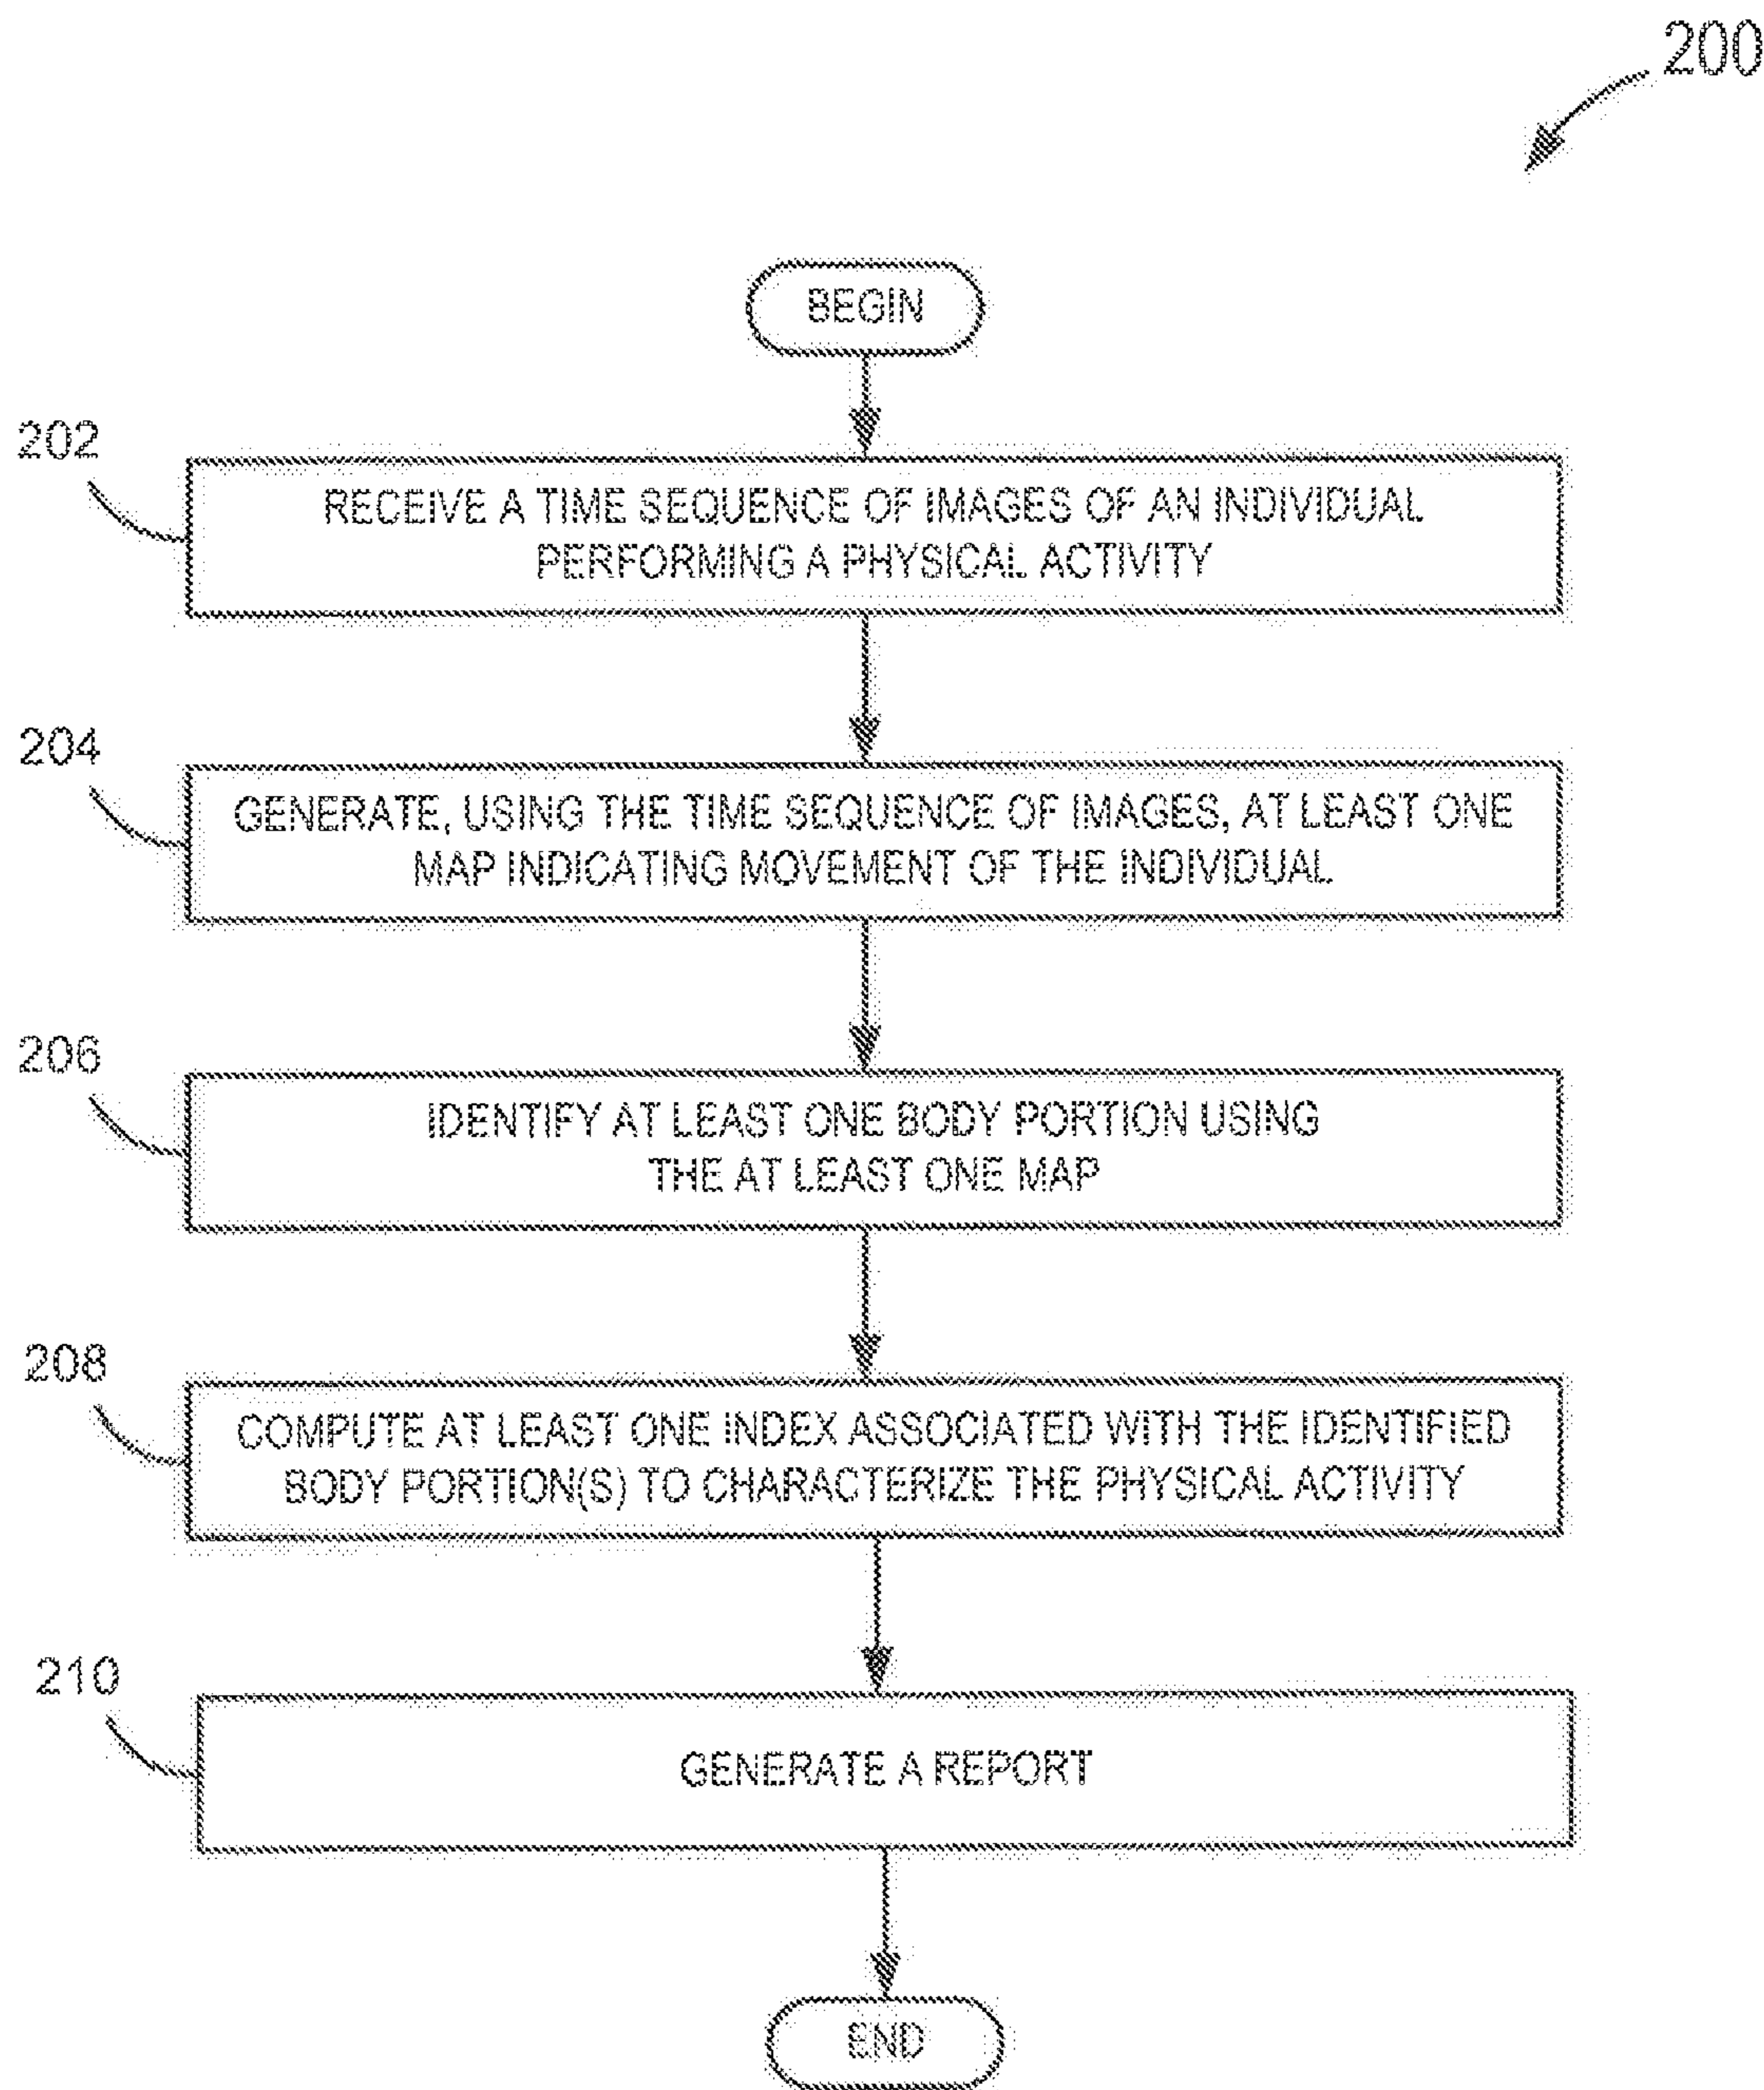 200
BEGIN
202
RECEIVE A TIME SEQUENCE OF IMAGES OF AN INDIVIDUAL
PERFORMING A PHYSICAL ACTIVITY
204
GENERATE, USING THE TIME SEQUENCE OF IMAGES, AT LEAST ONE
MAP INDICATING MOVEMENT OF THE INDIVIDUAL
206
IDENTIFY AT LEAST ONE BODY PORTION USING
THE AT LEAST ONE MAP
208
COMPUTE AT LEAST ONE INDEX ASSOCIATED WITH THE IDENTIFIED
BODY PORTION(S) TO CHARACTERIZE THE PHYSICAL ACTIVITY
210
GENERATE A REPORT
END